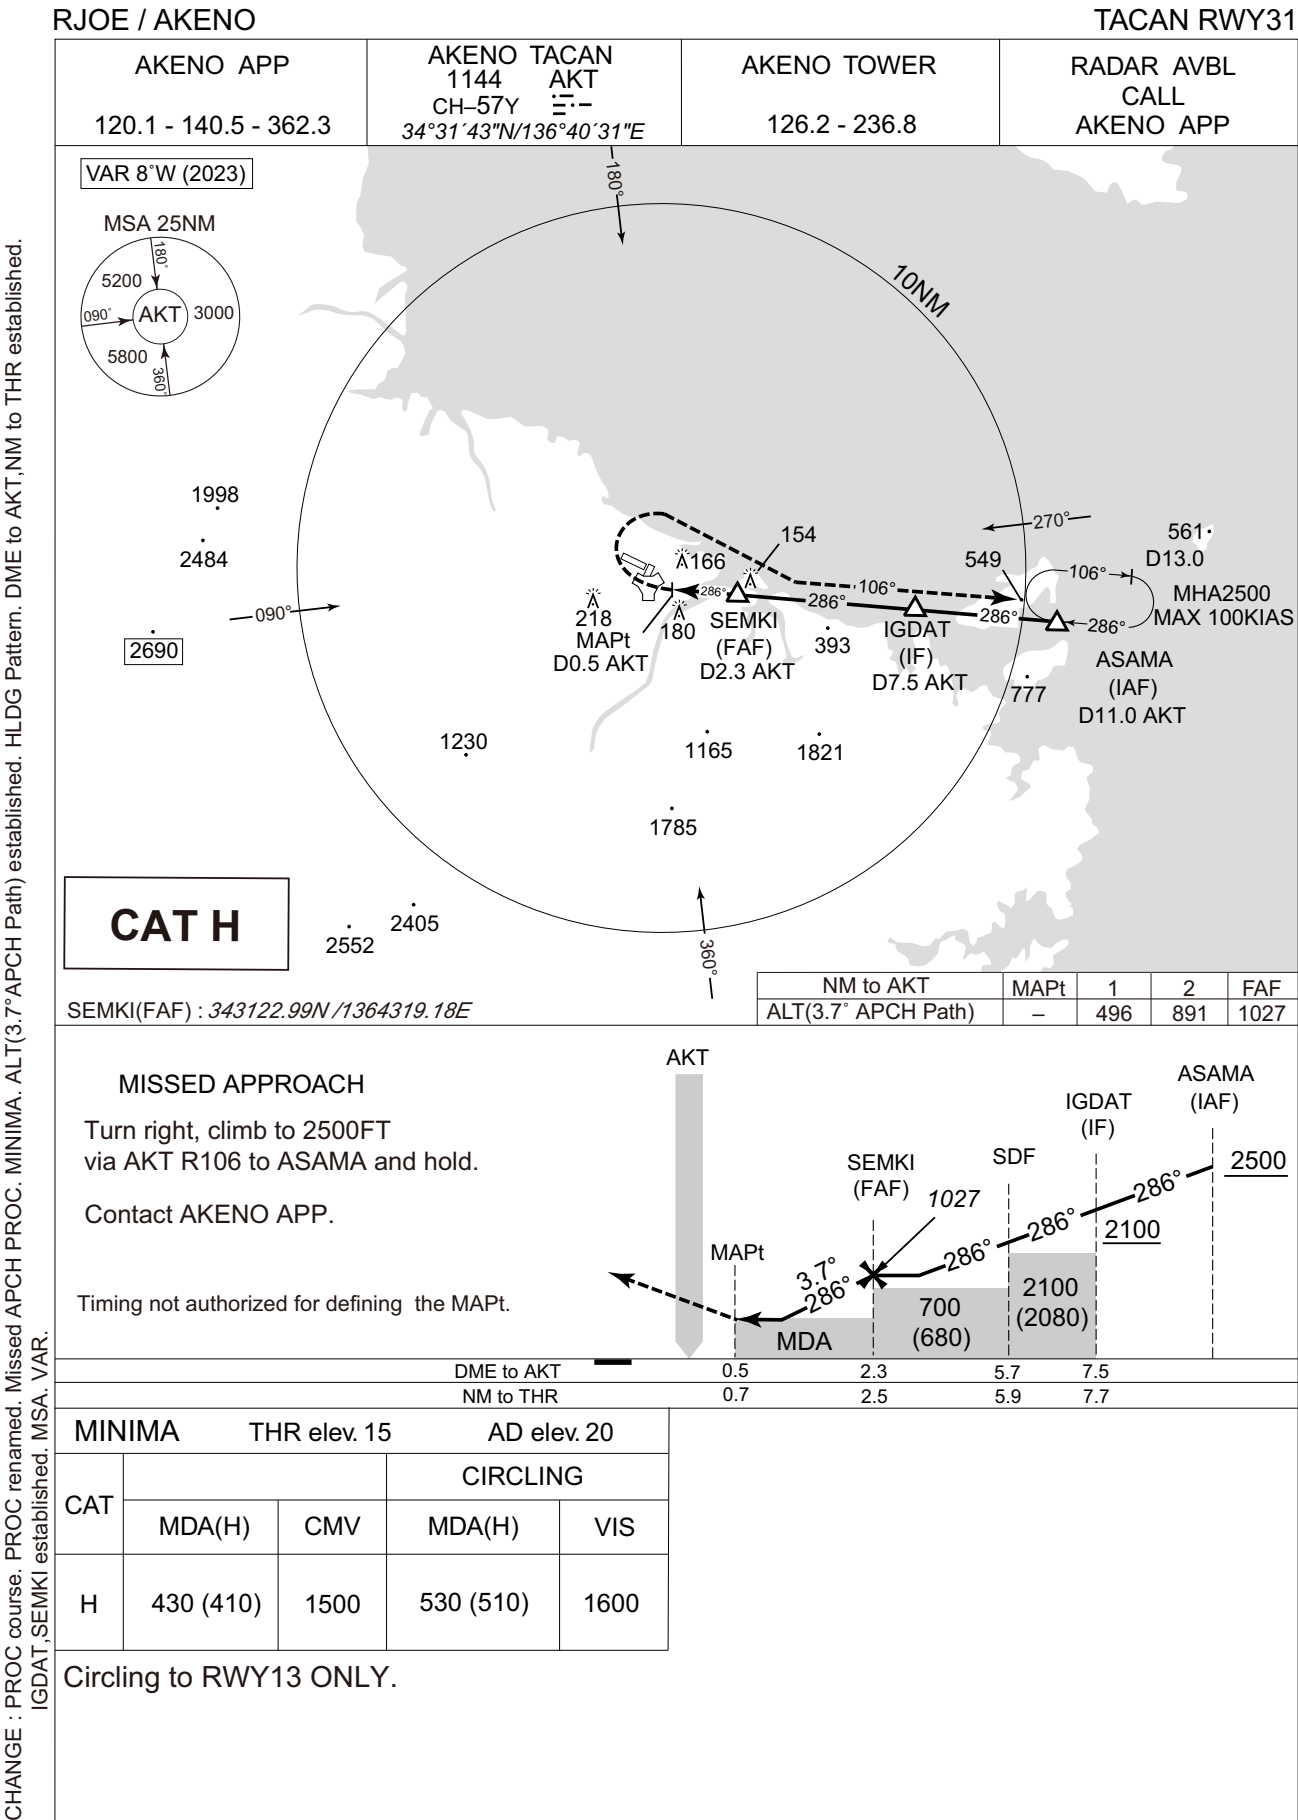 RJOE / AKENO
TACAN RWY31
AKENO APP
120.1 - 140.5 - 362.3
AKENO TACAN
1144 AKT
CH–57Y
34°31´43"N/136°40´31"E
AKENO TOWER
126.2 - 236.8
RADAR AVBL
CALL
AKENO APP
VAR 8˚W (2023)
MSA 25NM
180˚
5200
090˚
AKT
3000
5800
360˚
180°
10NM
1998
2484
2690
090°
270°
561
D13.0
549
106°
MHA2500
MAX 100KIAS
286°
154
166
218
180
MAPt
D0.5 AKT
286°
SEMKI
(FAF)
D2.3 AKT
106°
286°
393
IGDAT
(IF)
D7.5 AKT
286°
ASAMA
(IAF)
D11.0 AKT
777
1230
1165
1821
1785
CAT H
2405
2552
360°
SEMKI(FAF) : 343122.99N /1364319.18E
NM to AKT MAPt 1 2 FAF
ALT(3.7˚ APCH Path) – 496 891 1027
MISSED APPROACH
Turn right, climb to 2500FT
via AKT R106 to ASAMA and hold.
Contact AKENO APP.
Timing not authorized for defining the MAPt.
AKT
MAPt
SEMKI
(FAF)
1027
SDF
IGDAT
(IF)
ASAMA
(IAF)
2500
2100
286°
286°
286°
3.7°
286°
MDA
700
(680)
2100
(2080)
DME to AKT 0.5 2.3 5.7 7.5
NM to THR 0.7 2.5 5.9 7.7
MINIMA THR elev. 15 AD elev. 20
CAT
CIRCLING
MDA(H) CMV MDA(H) VIS
H 430 (410) 1500 530 (510) 1600
Circling to RWY13 ONLY.
CHANGE : PROC course. PROC renamed. Missed APCH PROC. MINIMA. ALT(3.7˚APCH Path) established. HLDG Pattern. DME to AKT,NM to THR established.
IGDAT,SEMKI established. MSA. VAR.